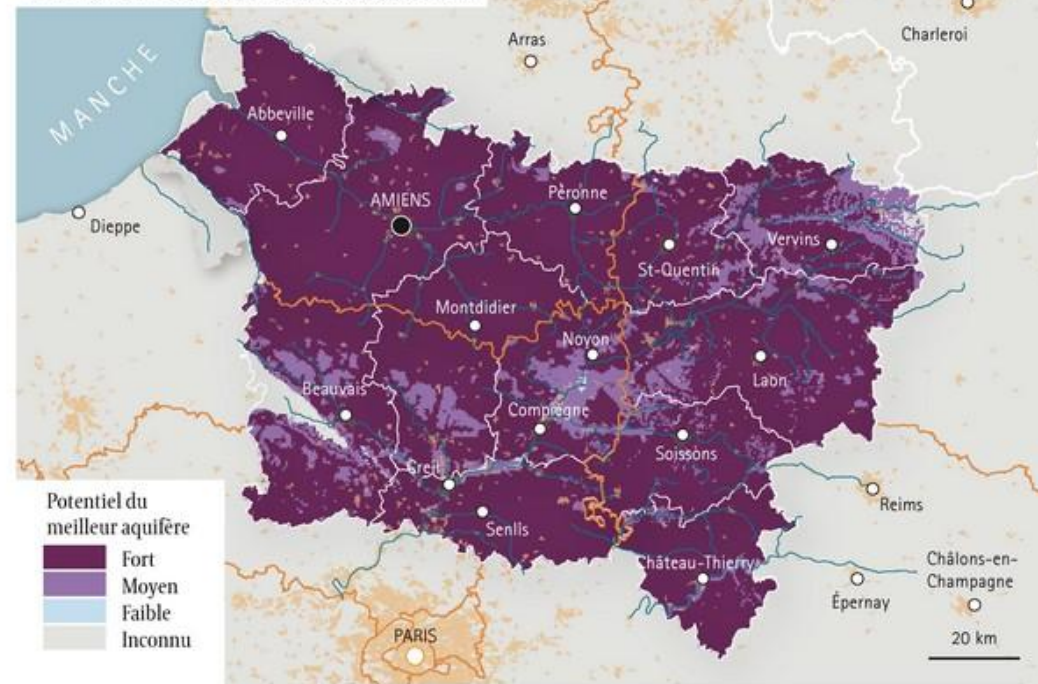 Arras
Charleroi
MANCHE
Abbeville
AMIENS
Péronne
Dieppe
Vervins
St-Quentin
Montdidier
Noyon
Laon
Beauvais
Compiègne
Soissons
Creil
Reims
Senlis
Château-Thierry
Châlons-en-
Champagne
Épernay
PARIS
20 km
Potentiel du
meilleur aquifère
Fort
Moyen
Faible
Inconnu